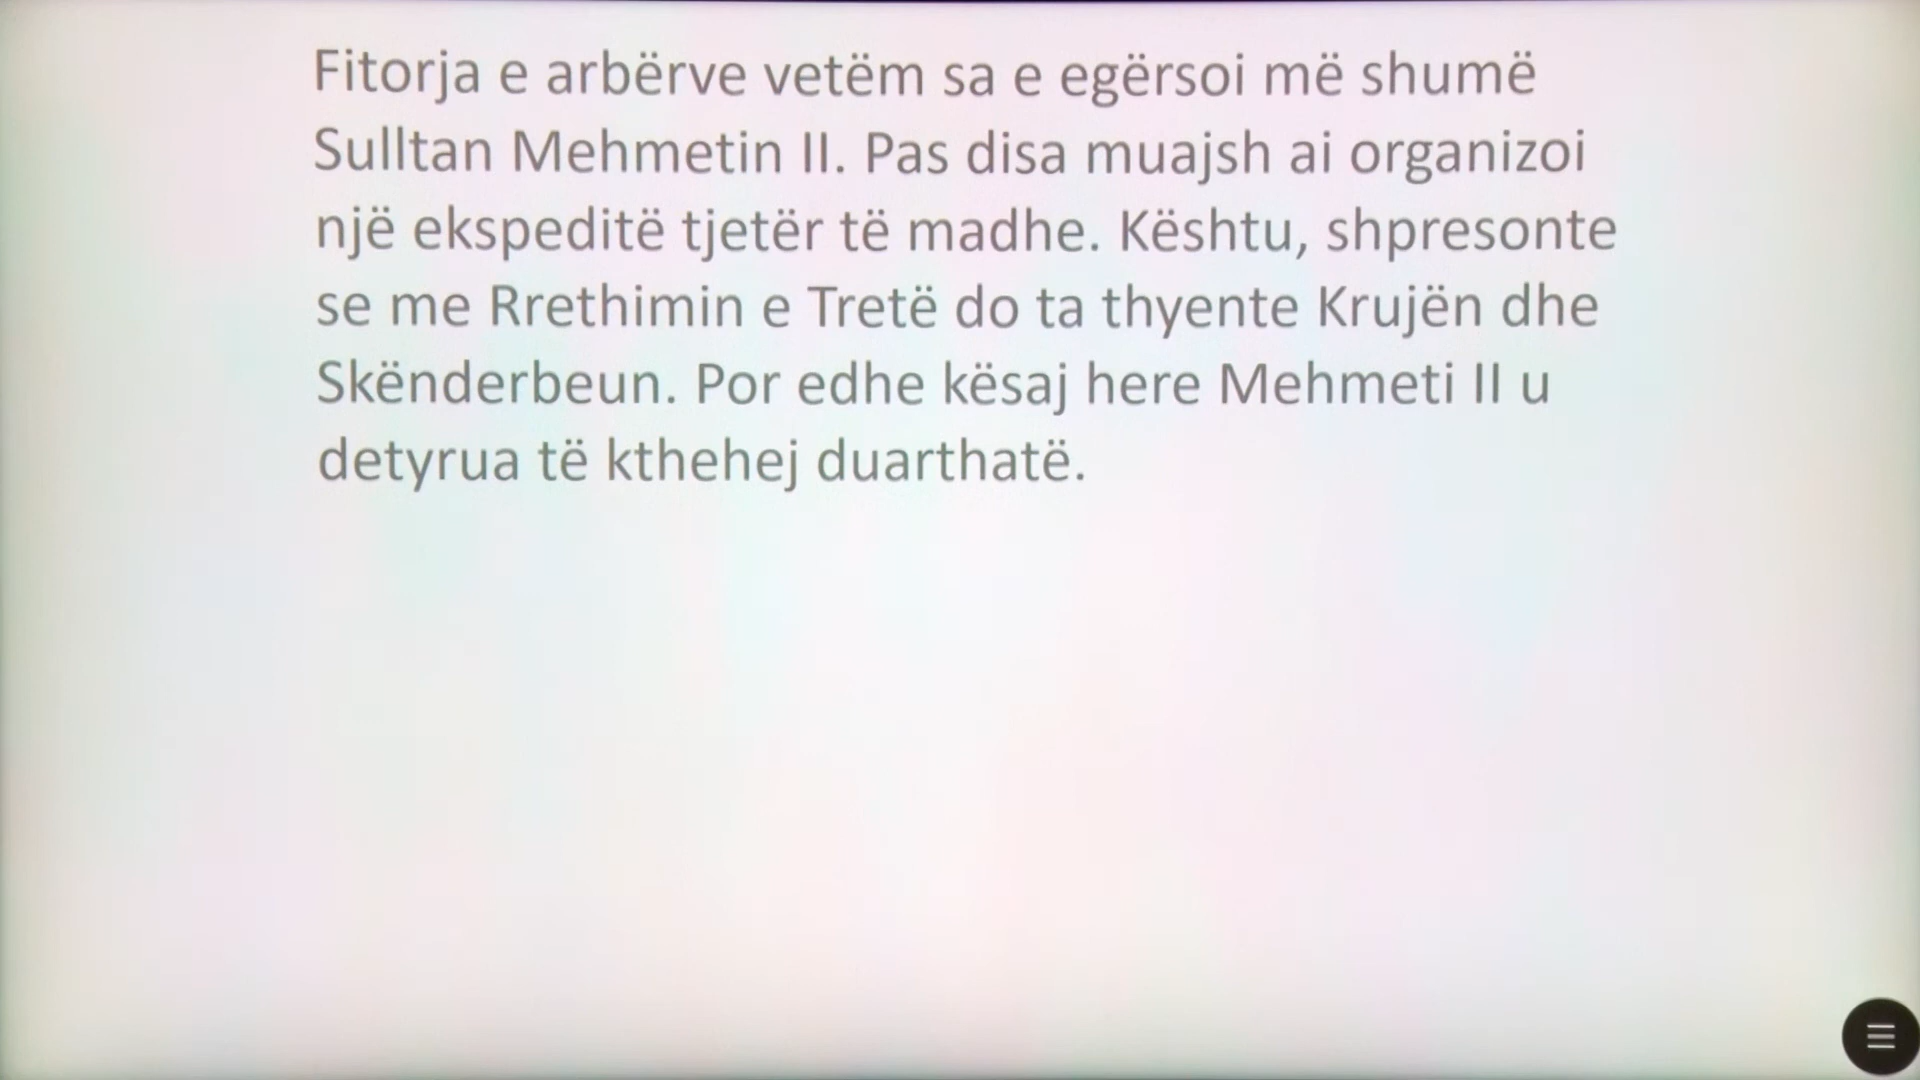 Fitorja e arbërve vetëm sa e egërsoi më shumë
Sulltan Mehmetin II. Pas disa muajsh ai organizoi
një ekspeditë tjetër të madhe. Kështu, shpresonte
se me Rrethimin e Tretë do ta thyente Krujën dhe
Skënderbeun. Por edhe kësaj here Mehmeti II u
detyrua të kthehej duarthatë.